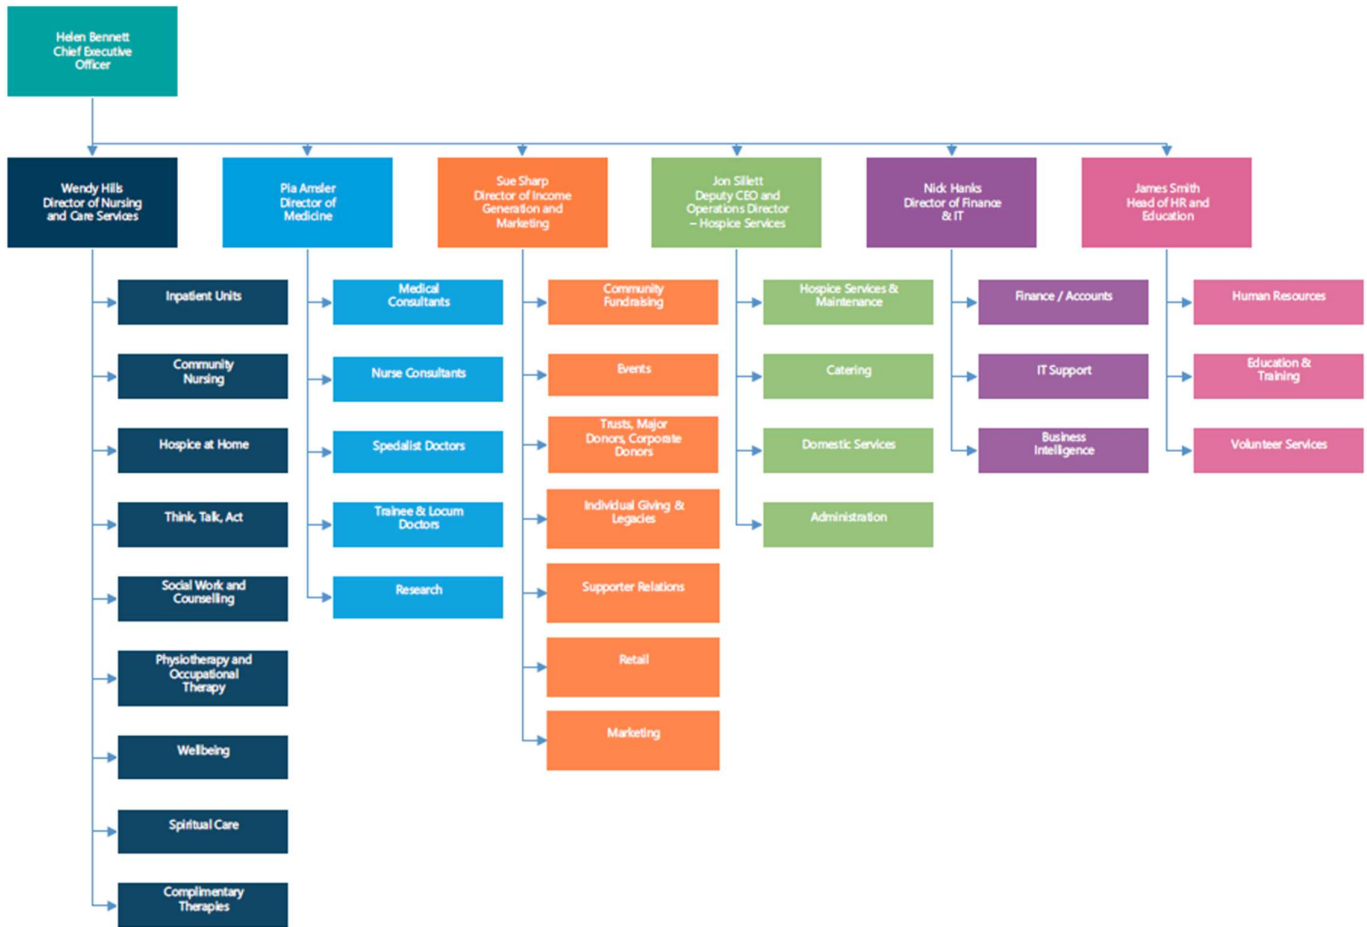 Helen Bennett
Chief Executive
Officer
Wendy Hills
Director of Nursing
and Care Services
Pia Amsler
Director of
Medicine
Sue Sharp
Director of Income
Generation and
Marketing
Jon Sillett
Deputy CEO and
Operations Director
– Hospice Services
Nick Hanks
Director of Finance
& IT
James Smith
Head of HR and
Education
Inpatient Units
Community
Nursing
Hospice at Home
Think, Talk, Act
Social Work and
Counselling
Physiotherapy and
Occupational
Therapy
Wellbeing
Spiritual Care
Complimentary
Therapies
Medical
Consultants
Nurse Consultants
Specialist Doctors
Trainee & Locum
Doctors
Research
Community
Fundraising
Events
Trusts, Major
Donors, Corporate
Donors
Individual Giving &
Legacies
Supporter Relations
Retail
Marketing
Hospice Services &
Maintenance
Catering
Domestic Services
Administration
Finance / Accounts
IT Support
Business
Intelligence
Human Resources
Education &
Training
Volunteer Services